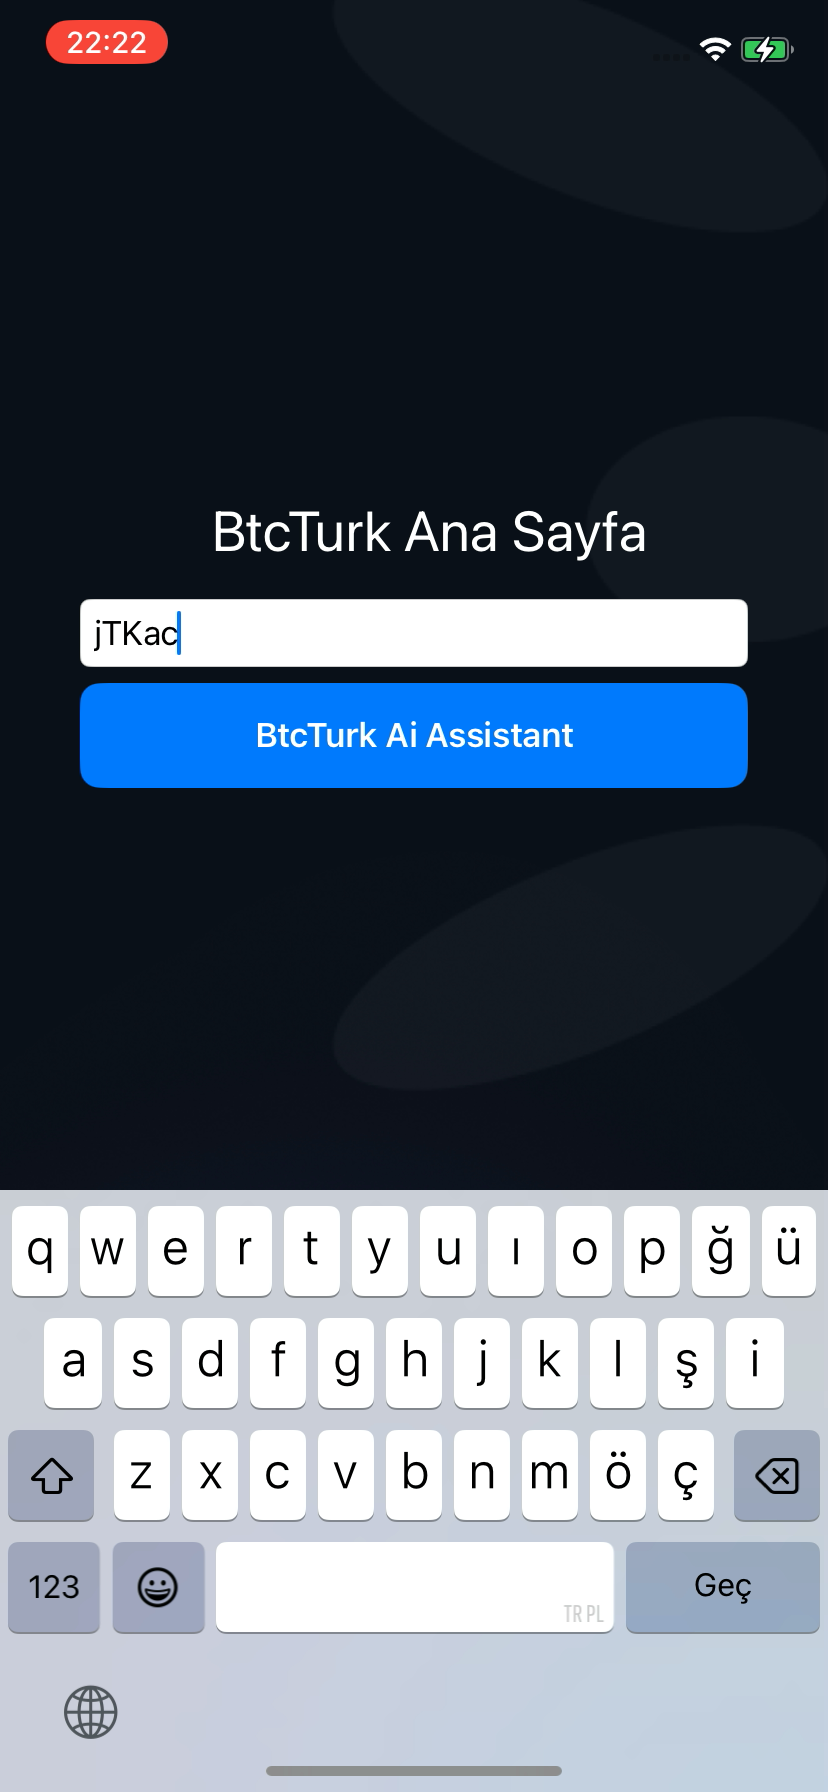 22:22
BtcTurk Ana Sayfa
jTKac
BtcTurk Ai Assistant
q w e r t y u ı o p ğ ü
a s d f g h j k l ş i
z x c v b n m ö ç
123
TR PL
Geç